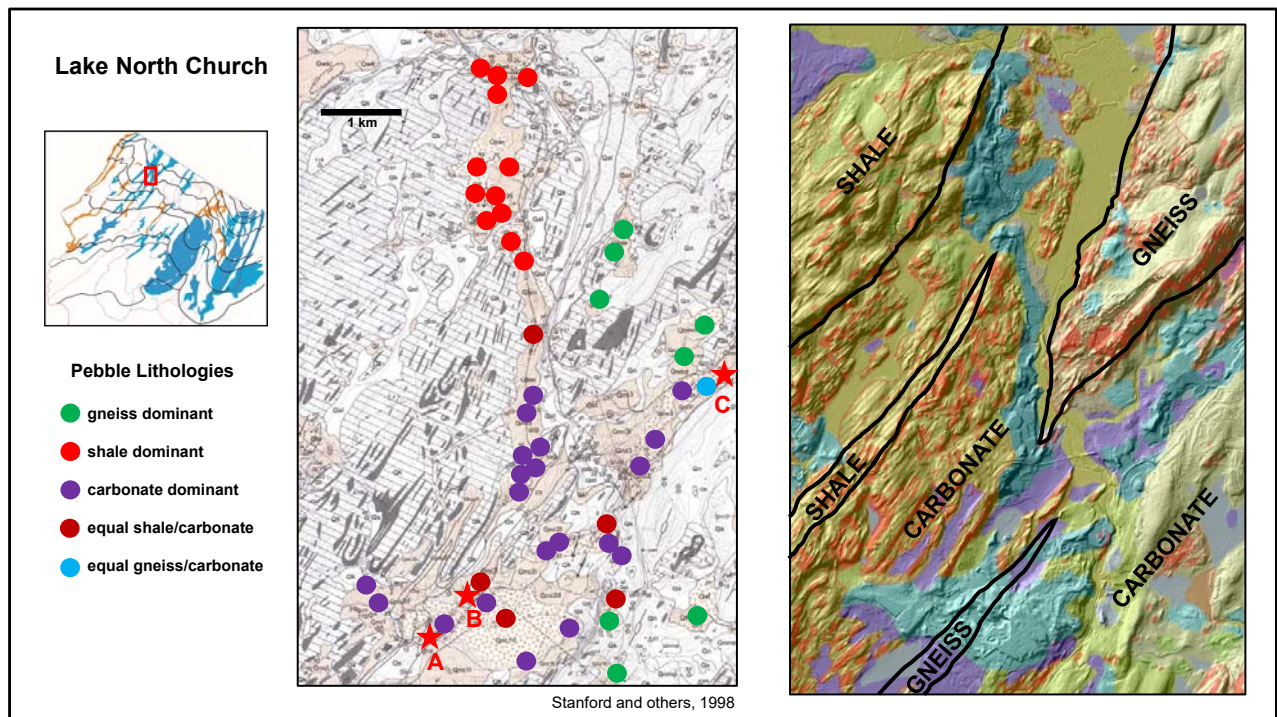 Lake North Church
1 km
Pebble Lithologies
gneiss dominant
shale dominant
carbonate dominant
equal shale/carbonate
equal gneiss/carbonate
A
B
C
Stanford and others, 1998
SHALE
GNEISS
SHALE
CARBONATE
CARBONATE
GNEISS